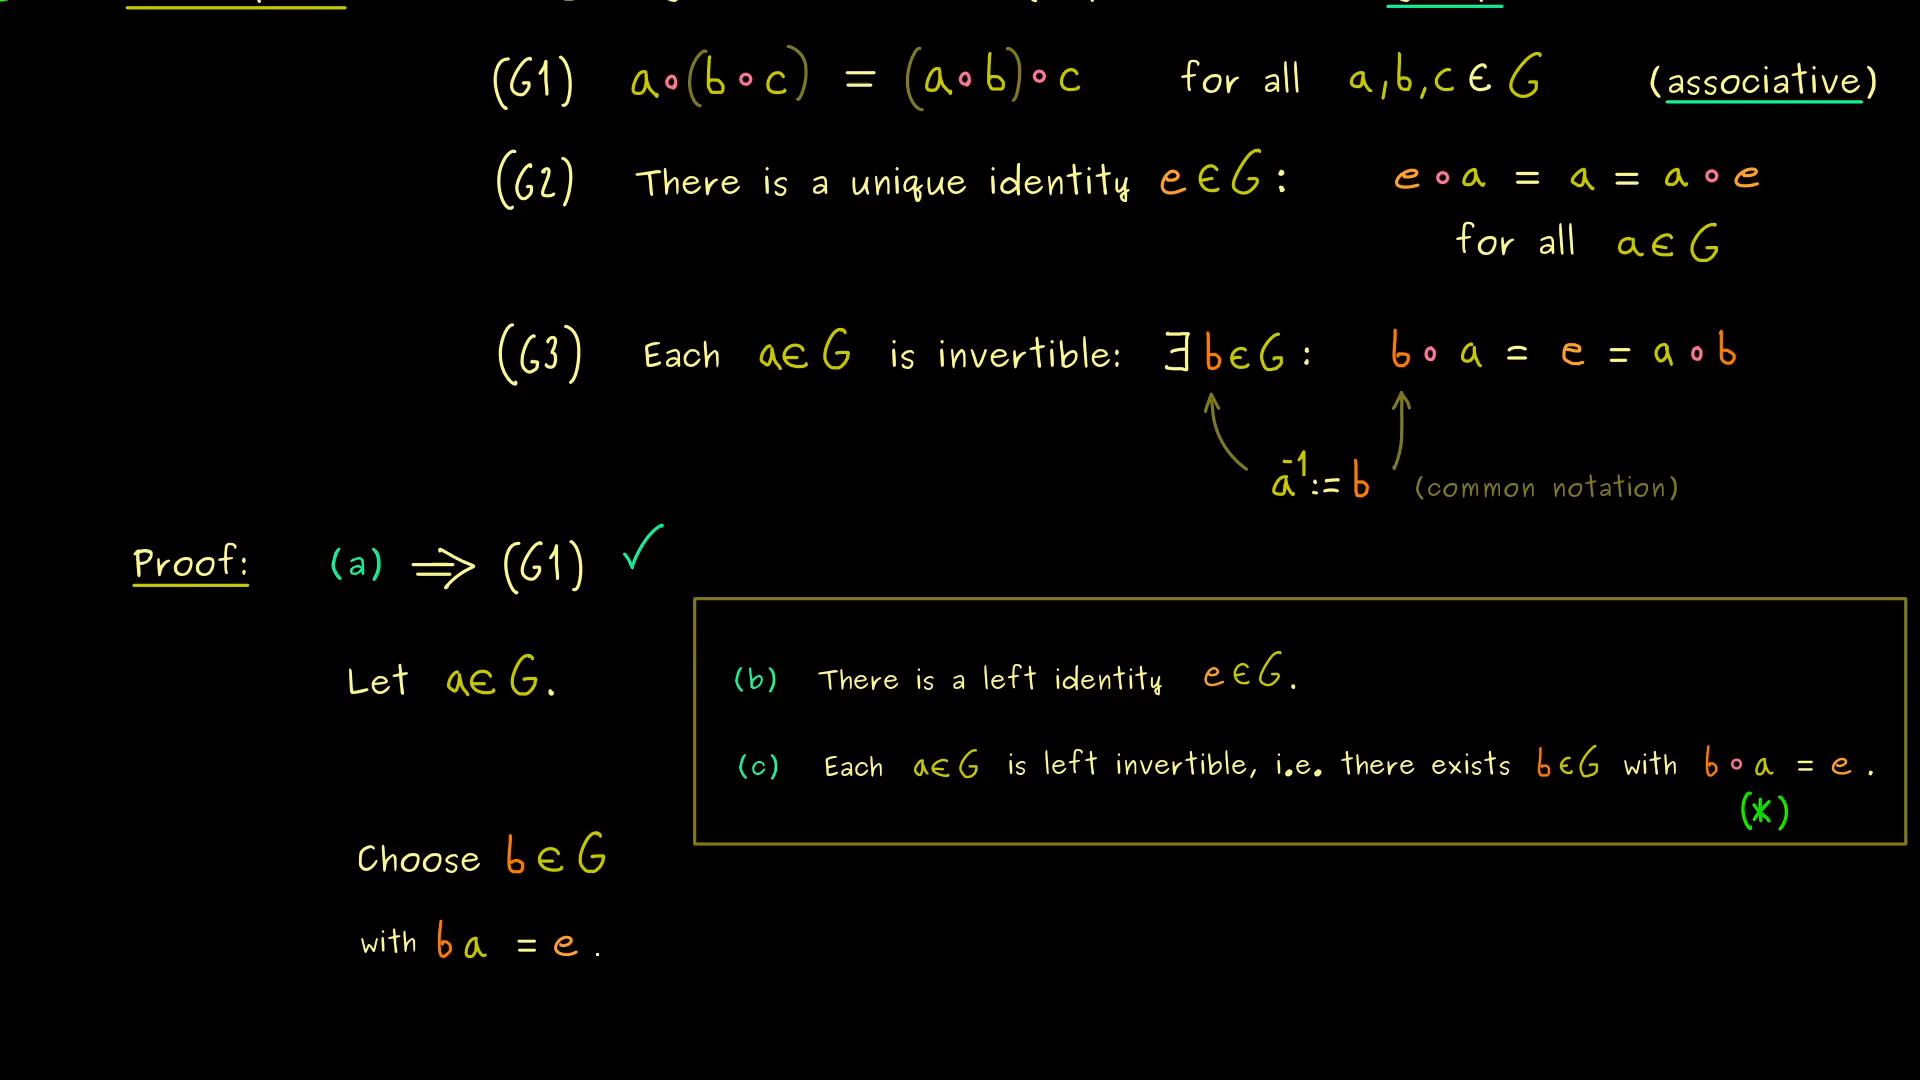 (G1) a∘(b∘c) = (a∘b)∘c for all a,b,c ∈ G (associative)
(G2) There is a unique identity e ∈ G: e∘a = a = a∘e
for all a ∈ G
(G3) Each a ∈ G is invertible: ∃ b ∈ G: b∘a = e = a∘b
a⁻¹ := b (common notation)
Proof: (a) ⟹ (G1) ✓
Let a ∈ G.
(b) There is a left identity e ∈ G.
(c) Each a ∈ G is left invertible, i.e. there exists b ∈ G with b∘a = e.
(*)
Choose b ∈ G
with ba = e.